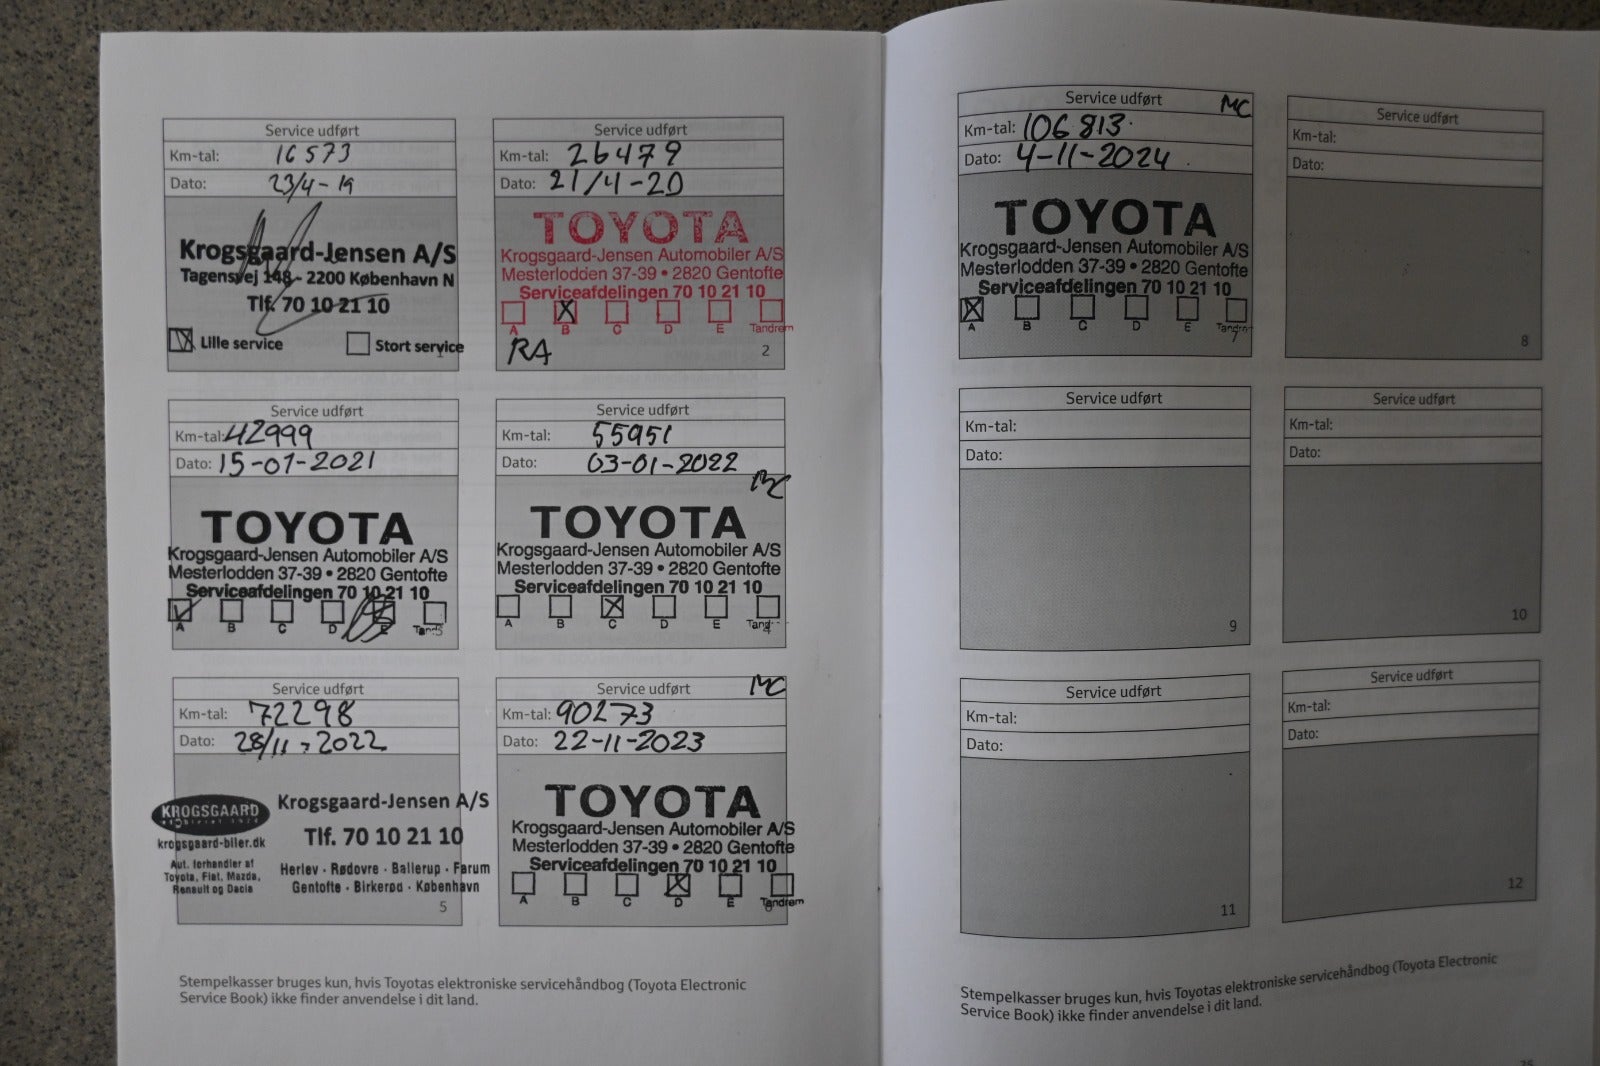 Service udført
Km-tal: 16573
Dato: 23/4-19
Krogsgaard-Jensen A/S
Tagensvej 148 - 2200 København N
Tlf. 70 10 21 10
Lille service Stort service
1
Service udført
Km-tal: 26479
Dato: 21/4-20
TOYOTA
Krogsgaard-Jensen Automobiler A/S
Mesterlodden 37-39 • 2820 Gentofte
Serviceafdelingen 70 10 21 10
A B C D E Tandrem
RA
2
Service udført
Km-tal: 42999
Dato: 15-01-2021
TOYOTA
Krogsgaard-Jensen Automobiler A/S
Mesterlodden 37-39 • 2820 Gentofte
Serviceafdelingen 70 10 21 10
A B C D E
Service udført
Km-tal: 55951
Dato: 03-01-2022
MC
TOYOTA
Krogsgaard-Jensen Automobiler A/S
Mesterlodden 37-39 • 2820 Gentofte
Serviceafdelingen 70 10 21 10
A B C D E
Service udført
Km-tal: 72298
Dato: 28/11-2022
KROGSGAARD
krogsgaard-biler.dk
Aut. forhandler af
Toyota, Fiat, Mazda,
Renault og Dacia
Krogsgaard-Jensen A/S
Tlf. 70 10 21 10
Herlev · Rødovre · Ballerup · Farum
Gentofte · Birkerød · København
5
Service udført MC
Km-tal: 90273
Dato: 22-11-2023
TOYOTA
Krogsgaard-Jensen Automobiler A/S
Mesterlodden 37-39 • 2820 Gentofte
Serviceafdelingen 70 10 21 10
A B C D E Tandrem
Stempelkasser bruges kun, hvis Toyotas elektroniske servicehåndbog (Toyota Electronic
Service Book) ikke finder anvendelse i dit land.
Service udført MC
Km-tal: 106813
Dato: 4-11-2024
TOYOTA
Krogsgaard-Jensen Automobiler A/S
Mesterlodden 37-39 • 2820 Gentofte
Serviceafdelingen 70 10 21 10
A B C D E
7
Service udført
Km-tal:
Dato:
8
Service udført
Km-tal:
Dato:
9
Service udført
Km-tal:
Dato:
10
Service udført
Km-tal:
Dato:
11
Service udført
Km-tal:
Dato:
12
Stempelkasser bruges kun, hvis Toyotas elektroniske servicehåndbog (Toyota Electronic
Service Book) ikke finder anvendelse i dit land.